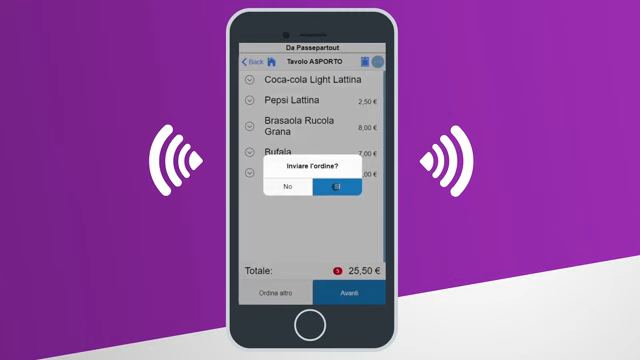 Da Passepartout
Back Tavolo ASPORTO
Coca-cola Light Lattina
Pepsi Lattina 2,50 €
Brasaola Rucola
Grana 8,00 €
Bufala 7,00 €
,00 €
Inviare l'ordine?
No
Totale: 5 25,50 €
Ordine altro Avanti